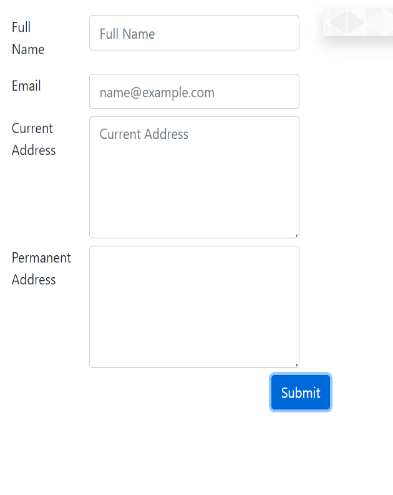 Full
Name
Full Name
Email
name@example.com
Current
Address
Current Address
Permanent
Address
Submit